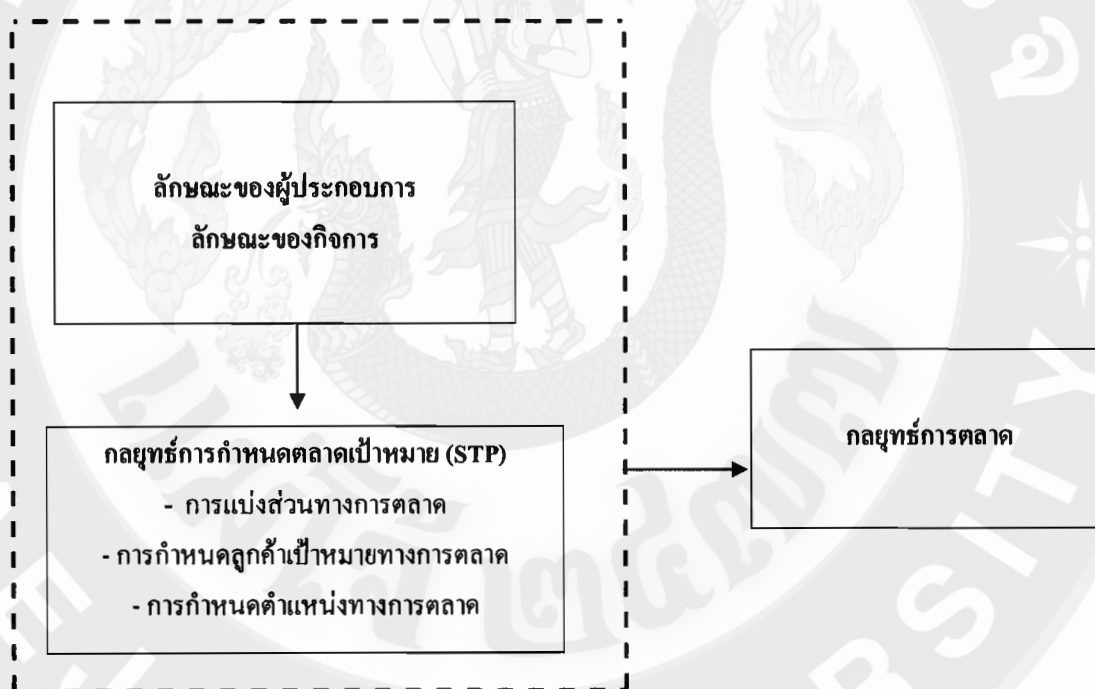 ลักษณะของผู้ประกอบการ
ลักษณะของกิจการ
กลยุทธ์การกำหนดตลาดเป้าหมาย (STP)
- การแบ่งส่วนทางการตลาด
- การกำหนดลูกค้าเป้าหมายทางการตลาด
- การกำหนดตำแหน่งทางการตลาด
กลยุทธ์การตลาด